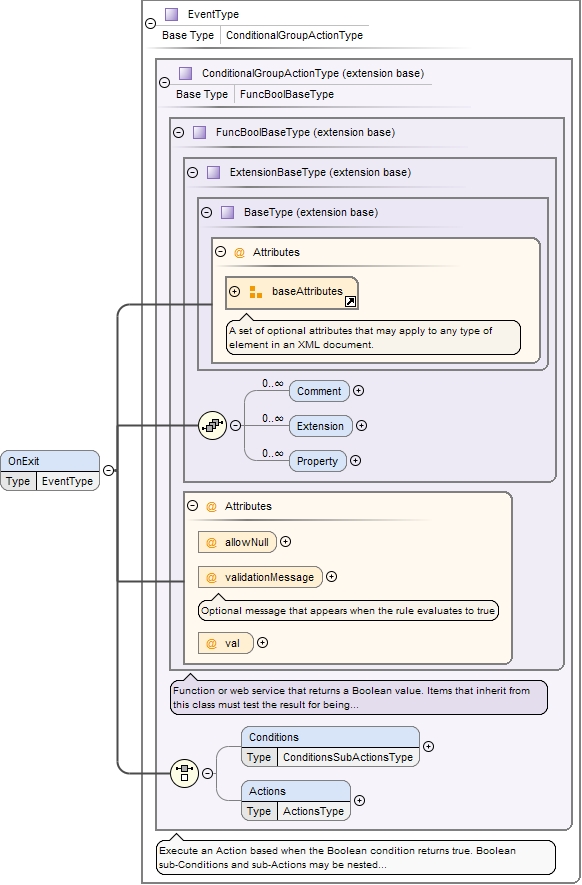 EventType
Base Type ConditionalGroupActionType
ConditionalGroupActionType (extension base)
Base Type FuncBoolBaseType
FuncBoolBaseType (extension base)
ExtensionBaseType (extension base)
BaseType (extension base)
@ Attributes
baseAttributes
A set of optional attributes that may apply to any type of
element in an XML document.
0..∞
Comment
0..∞
Extension
0..∞
Property
OnExit
Type EventType
@ Attributes
@ allowNull
@ validationMessage
Optional message that appears when the rule evaluates to true
@ val
Function or web service that returns a Boolean value. Items that inherit from
this class must test the result for being...
Conditions
Type ConditionsSubActionsType
Actions
Type ActionsType
Execute an Action based when the Boolean condition returns true. Boolean
sub-Conditions and sub-Actions may be nested...